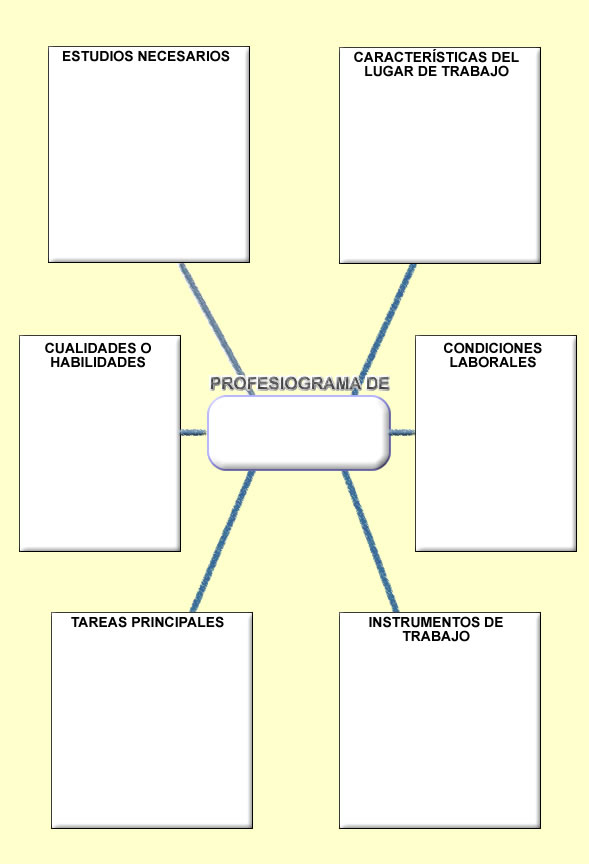 ESTUDIOS NECESARIOS
CARACTERÍSTICAS DEL
LUGAR DE TRABAJO
CUALIDADES O
HABILIDADES
PROFESIOGRAMA DE
CONDICIONES
LABORALES
TAREAS PRINCIPALES
INSTRUMENTOS DE
TRABAJO